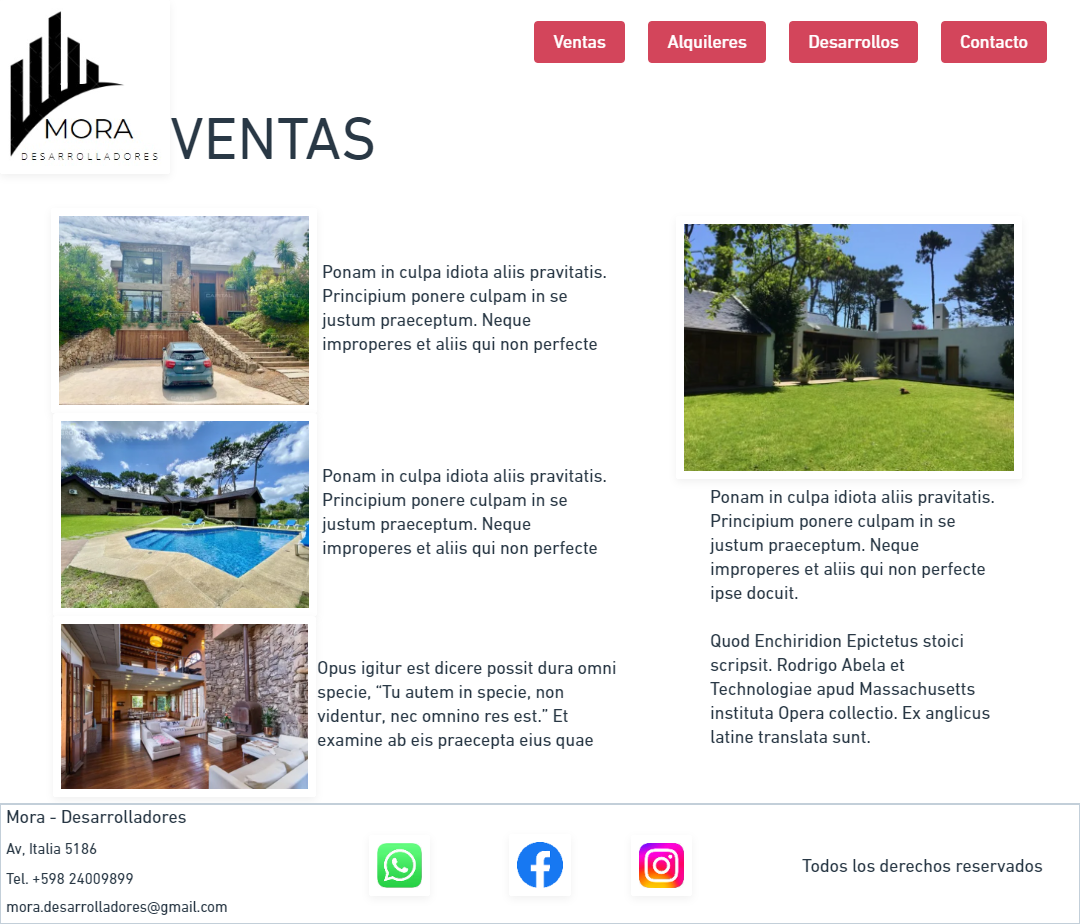 MORA
DESARROLLADORES
Ventas
Alquileres
Desarrollos
Contacto
VENTAS
Ponam in culpa idiota aliis pravitatis.
Principium ponere culpam in se
justum praeceptum. Neque
improperes et aliis qui non perfecte
Ponam in culpa idiota aliis pravitatis.
Principium ponere culpam in se
justum praeceptum. Neque
improperes et aliis qui non perfecte
Opus igitur est dicere possit dura omni
specie, “Tu autem in specie, non
videntur, nec omnino res est.” Et
examine ab eis praecepta eius quae
Ponam in culpa idiota aliis pravitatis.
Principium ponere culpam in se
justum praeceptum. Neque
improperes et aliis qui non perfecte
ipse docuit.
Quod Enchiridion Epictetus stoici
scripsit. Rodrigo Abela et
Technologiae apud Massachusetts
instituta Opera collectio. Ex anglicus
latine translata sunt.
Mora - Desarrolladores
Av, Italia 5186
Tel. +598 24009899
mora.desarrolladores@gmail.com
Todos los derechos reservados